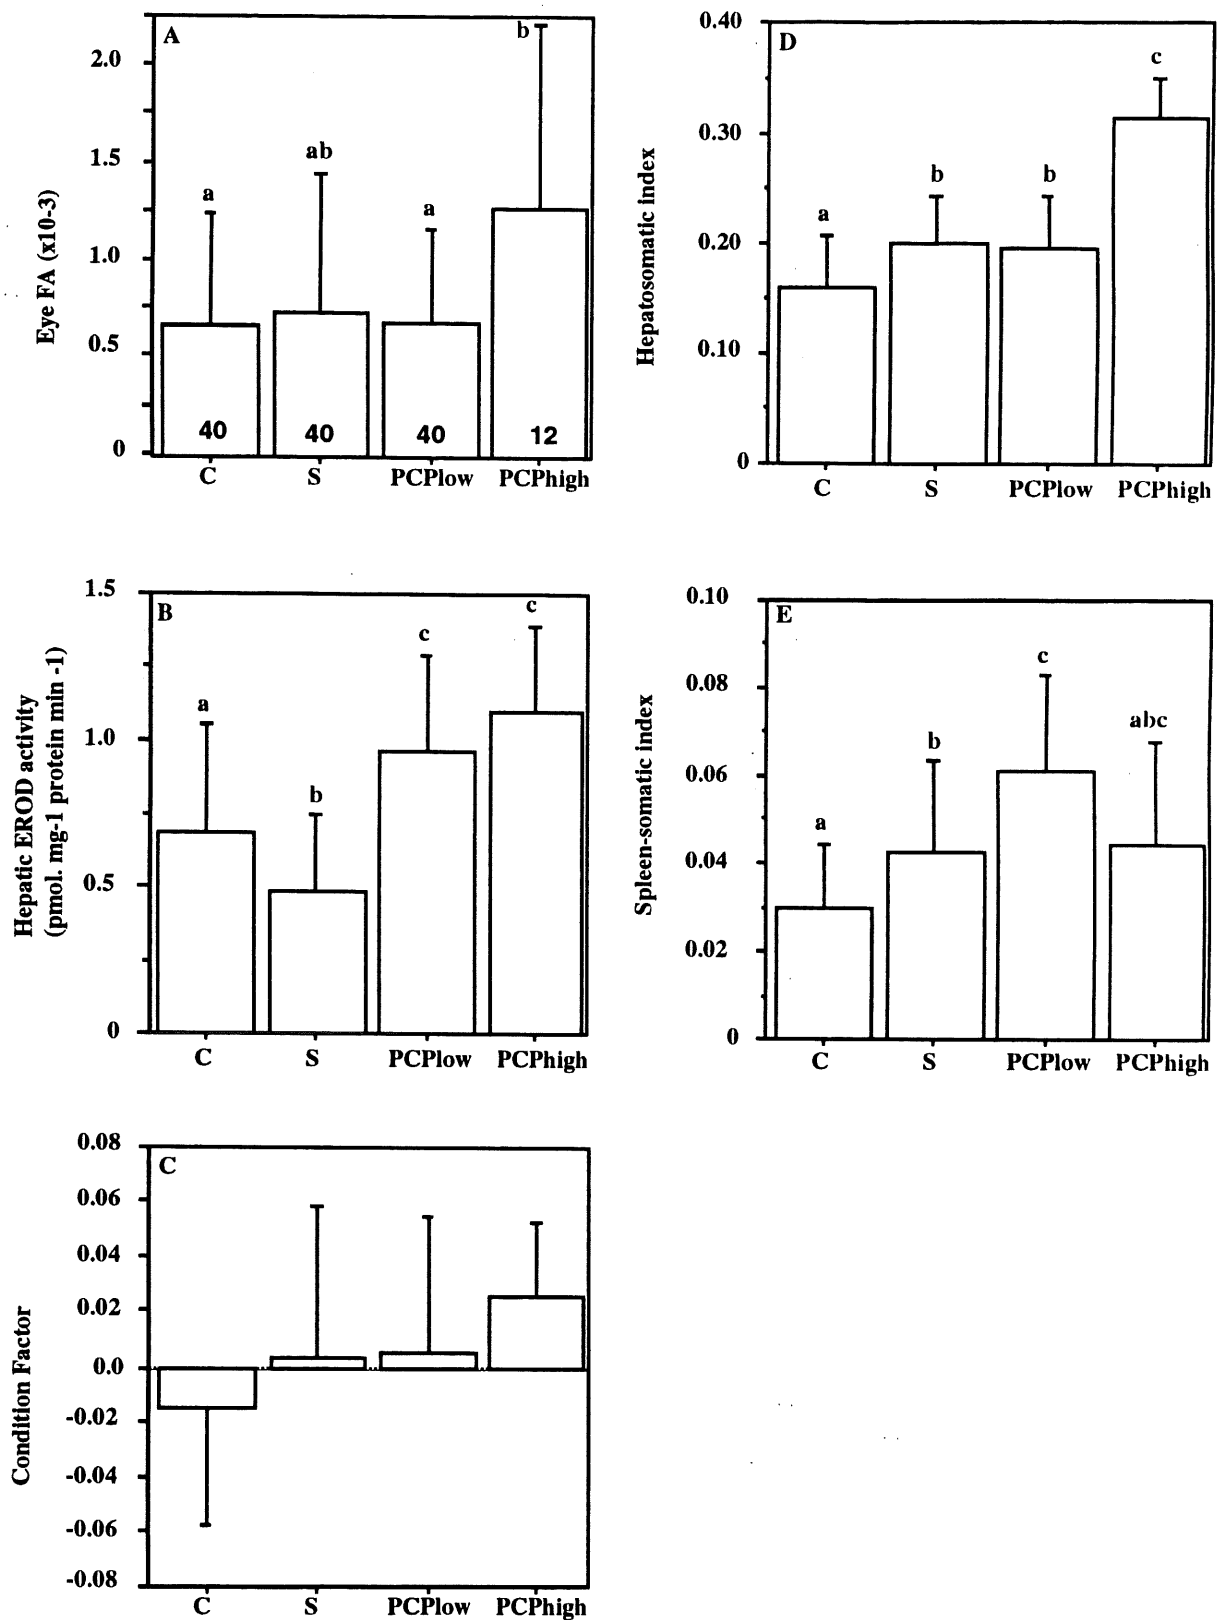 A
b
2.0
1.5
1.0
0.5
0
Eye FA (x10-3)
a
ab
a
40
40
40
12
C
S
PCPlow
PCPhigh
D
0.40
0.30
0.20
0.10
0
Hepatosomatic index
a
b
b
c
C
S
PCPlow
PCPhigh
B
1.5
1.0
0.5
0
Hepatic EROD activity
(pmol. mg-1 protein min -1)
a
b
c
c
C
S
PCPlow
PCPhigh
E
0.10
0.08
0.06
0.04
0.02
0
Spleen-somatic index
a
b
c
abc
C
S
PCPlow
PCPhigh
C
0.08
0.06
0.04
0.02
0.0
-0.02
-0.04
-0.06
-0.08
Condition Factor
C
S
PCPlow
PCPhigh